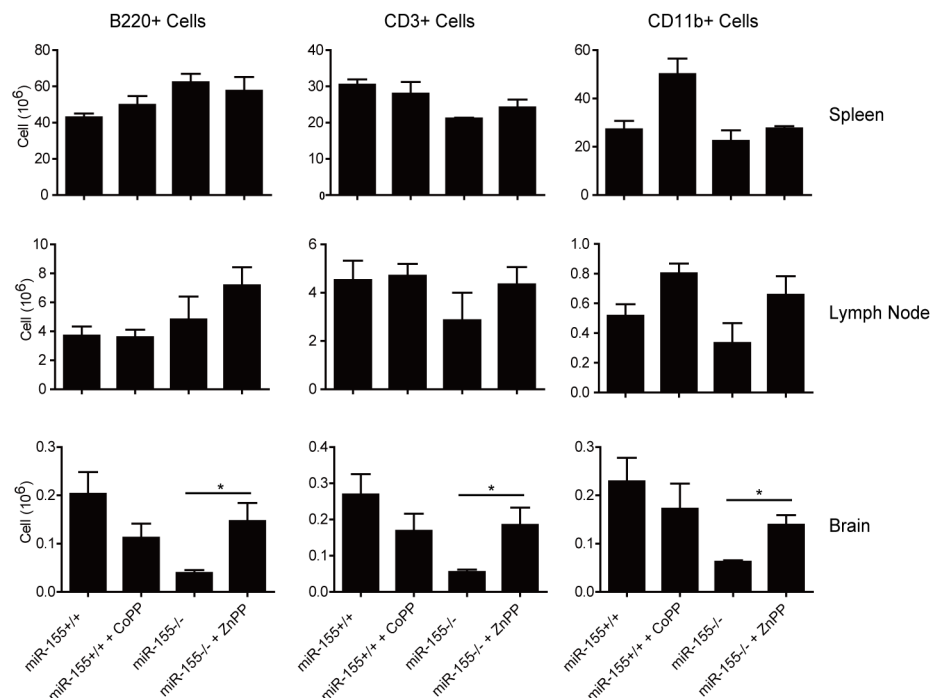 B220+ Cells
CD3+ Cells
CD11b+ Cells
Cell (10⁶)
80
60
40
20
0
40
30
20
10
0
60
40
20
0
Spleen
Cell (10⁶)
10
8
6
4
2
0
6
4
2
0
1.0
0.8
0.6
0.4
0.2
0.0
Lymph Node
Cell (10⁶)
0.3
0.2
0.1
0.0
*
0.4
0.3
0.2
0.1
0.0
*
0.3
0.2
0.1
0.0
*
Brain
miR-155+/+
miR-155+/+ + CoPP
miR-155-/-
miR-155-/- + ZnPP
miR-155+/+
miR-155+/+ + CoPP
miR-155-/-
miR-155-/- + ZnPP
miR-155+/+
miR-155+/+ + CoPP
miR-155-/-
miR-155-/- + ZnPP